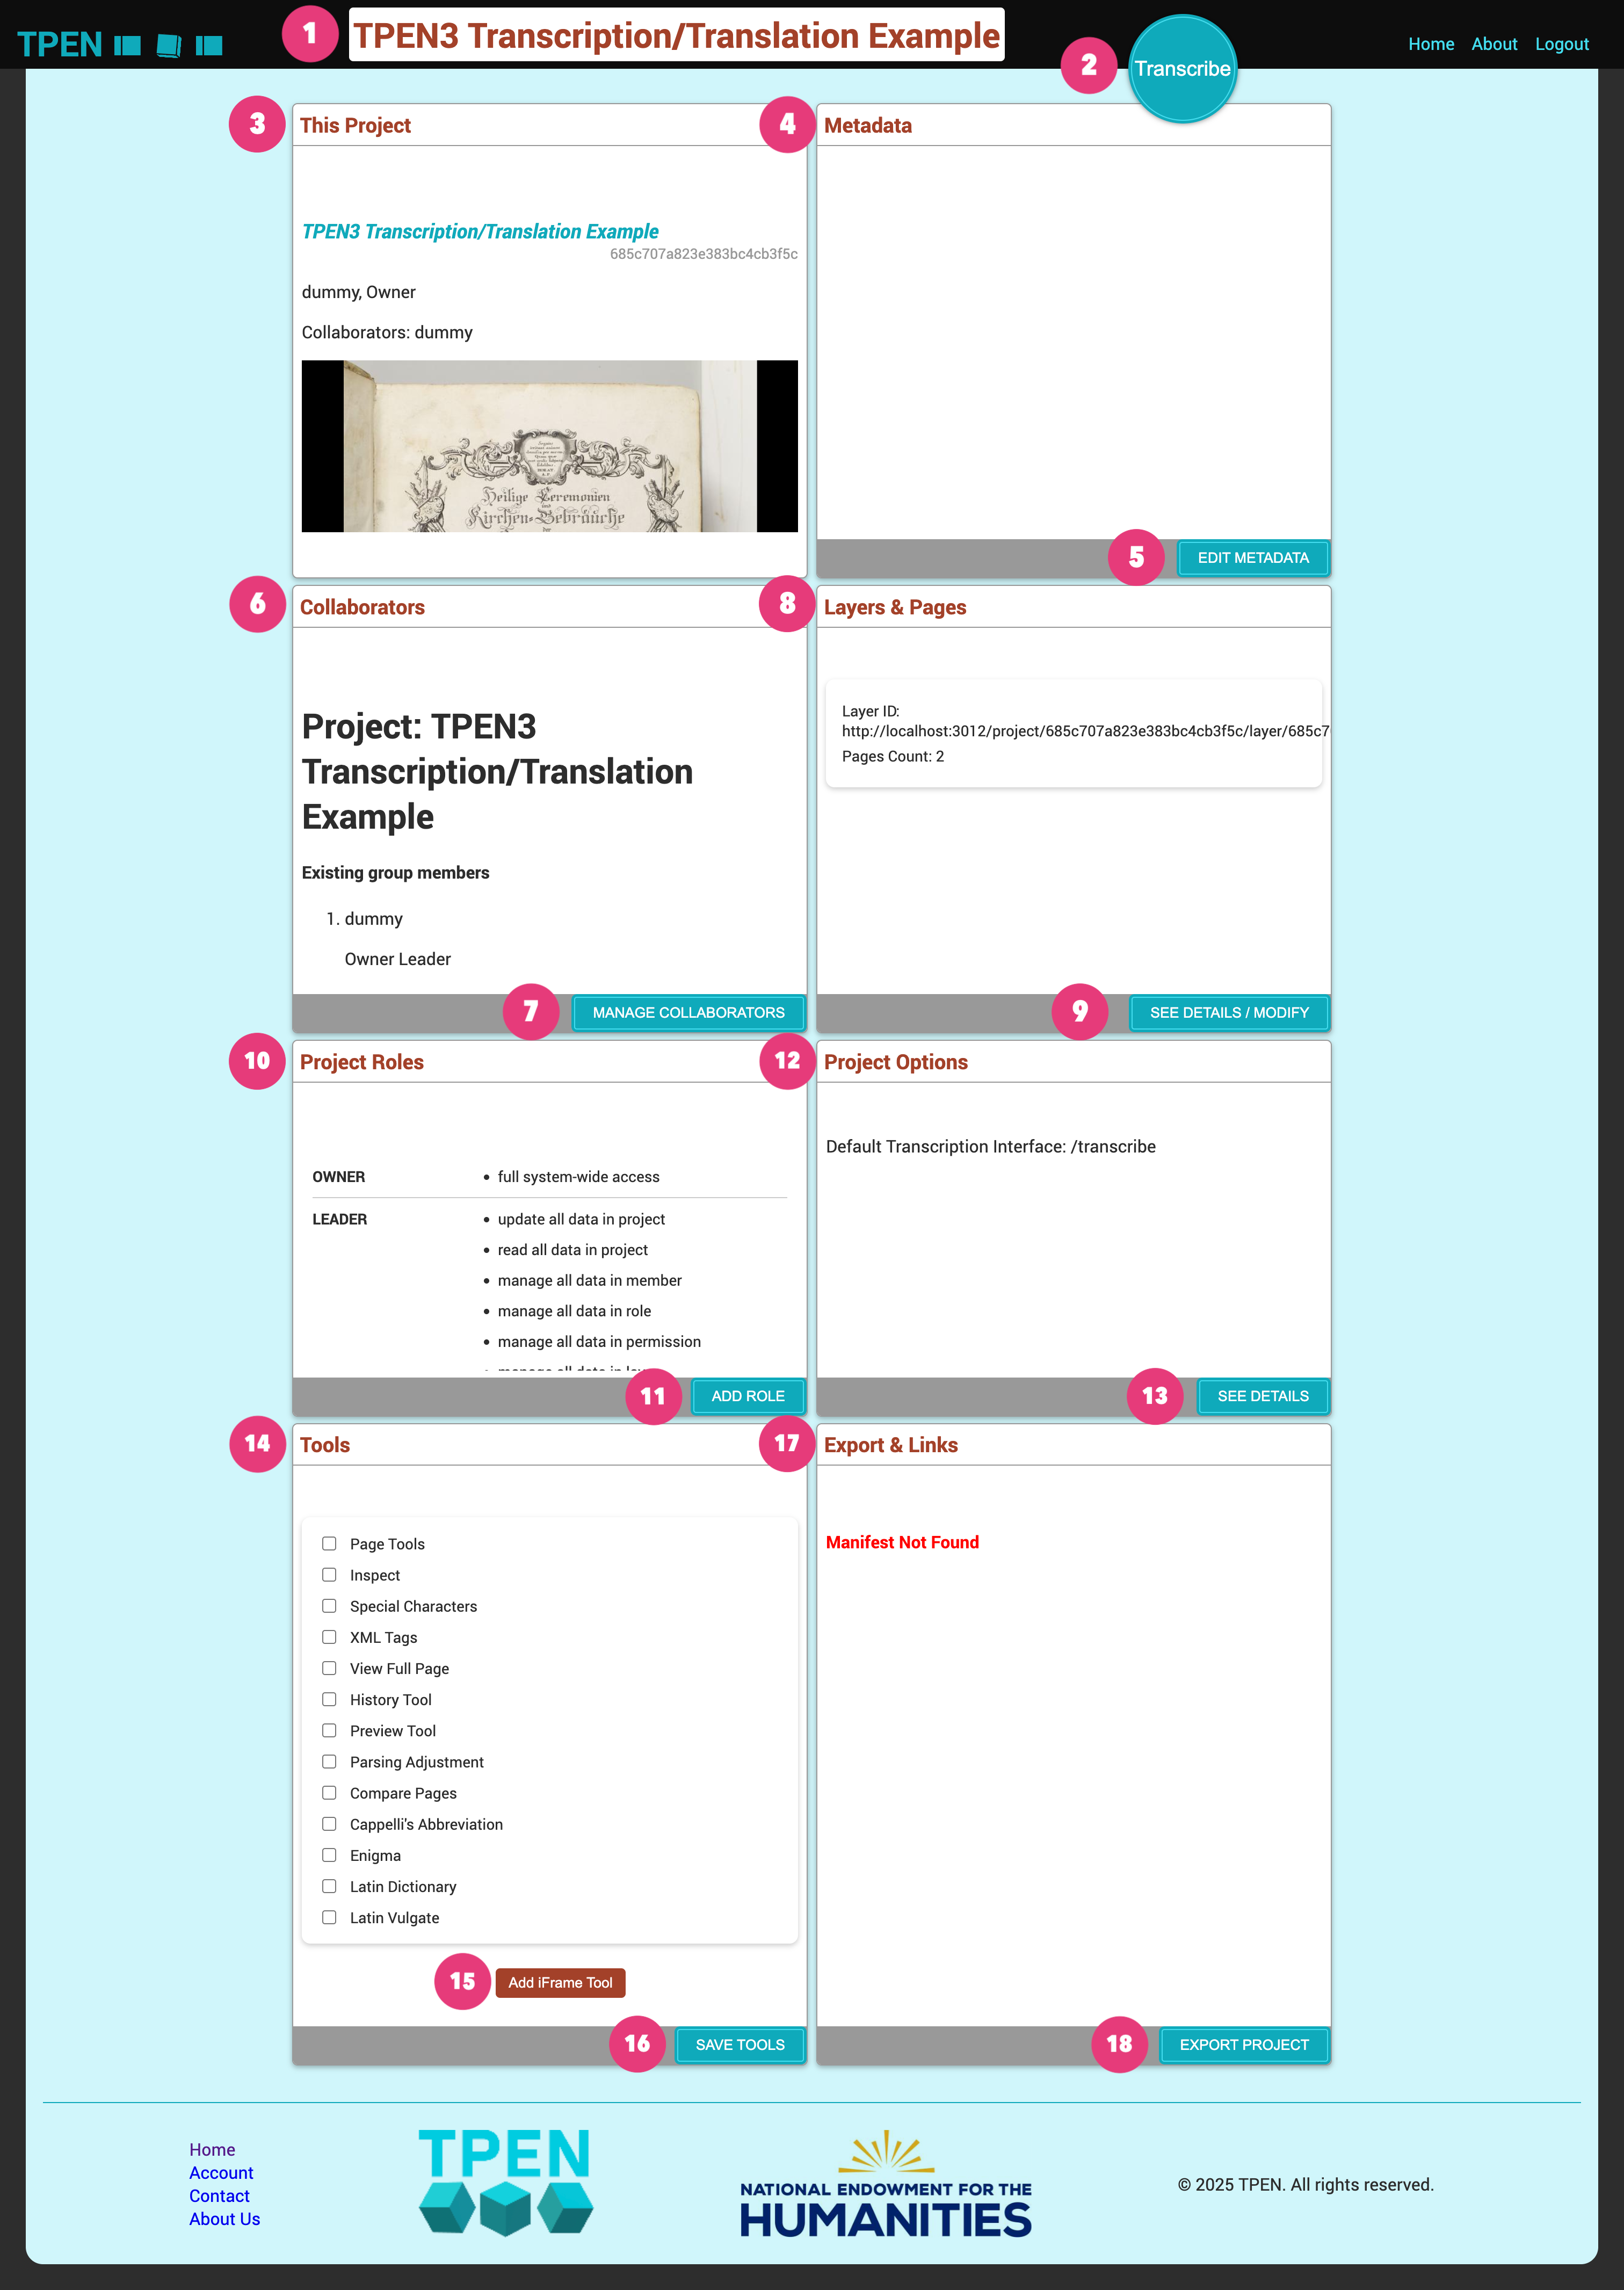 TPEN
1
TPEN3 Transcription/Translation Example
2
Transcribe
Home About Logout
3
This Project
TPEN3 Transcription/Translation Example
685c707a823e383bc4cb3f5c
dummy, Owner
Collaborators: dummy
Heilige Ceremonien
Kirchen-Gebräuche
der
4
Metadata
5
EDIT METADATA
6
Collaborators
Project: TPEN3
Transcription/Translation
Example
Existing group members
1. dummy
Owner Leader
7
MANAGE COLLABORATORS
8
Layers & Pages
Layer ID:
http://localhost:3012/project/685c707a823e383bc4cb3f5c/layer/685c7
Pages Count: 2
9
SEE DETAILS / MODIFY
10
Project Roles
OWNER
• full system-wide access
LEADER
• update all data in project
• read all data in project
• manage all data in member
• manage all data in role
• manage all data in permission
11
ADD ROLE
12
Project Options
Default Transcription Interface: /transcribe
13
SEE DETAILS
14
Tools
Page Tools
Inspect
Special Characters
XML Tags
View Full Page
History Tool
Preview Tool
Parsing Adjustment
Compare Pages
Cappelli's Abbreviation
Enigma
Latin Dictionary
Latin Vulgate
15
Add iFrame Tool
16
SAVE TOOLS
17
Export & Links
Manifest Not Found
18
EXPORT PROJECT
Home
Account
Contact
About Us
TPEN
NATIONAL ENDOWMENT FOR THE
HUMANITIES
© 2025 TPEN. All rights reserved.